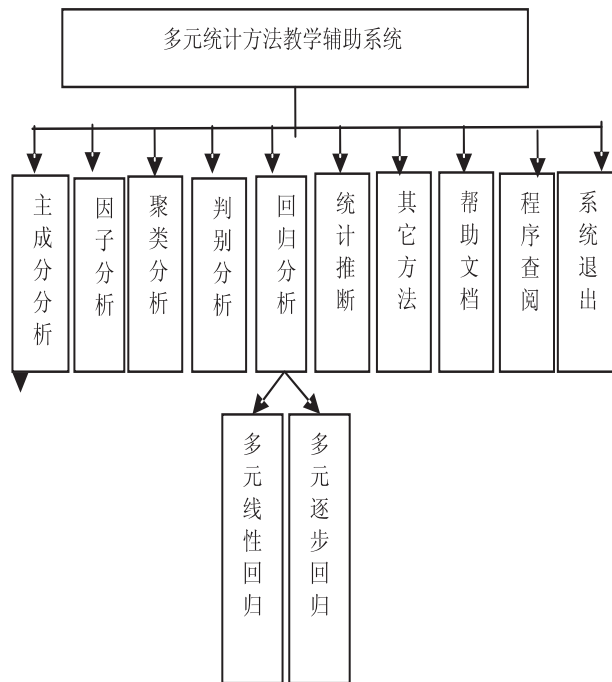 多元统计方法教学辅助系统
主成分分析
因子分析
聚类分析
判别分析
回归分析
统计推断
其它方法
帮助文档
程序查阅
系统退出
多元线性回归
多元逐步回归